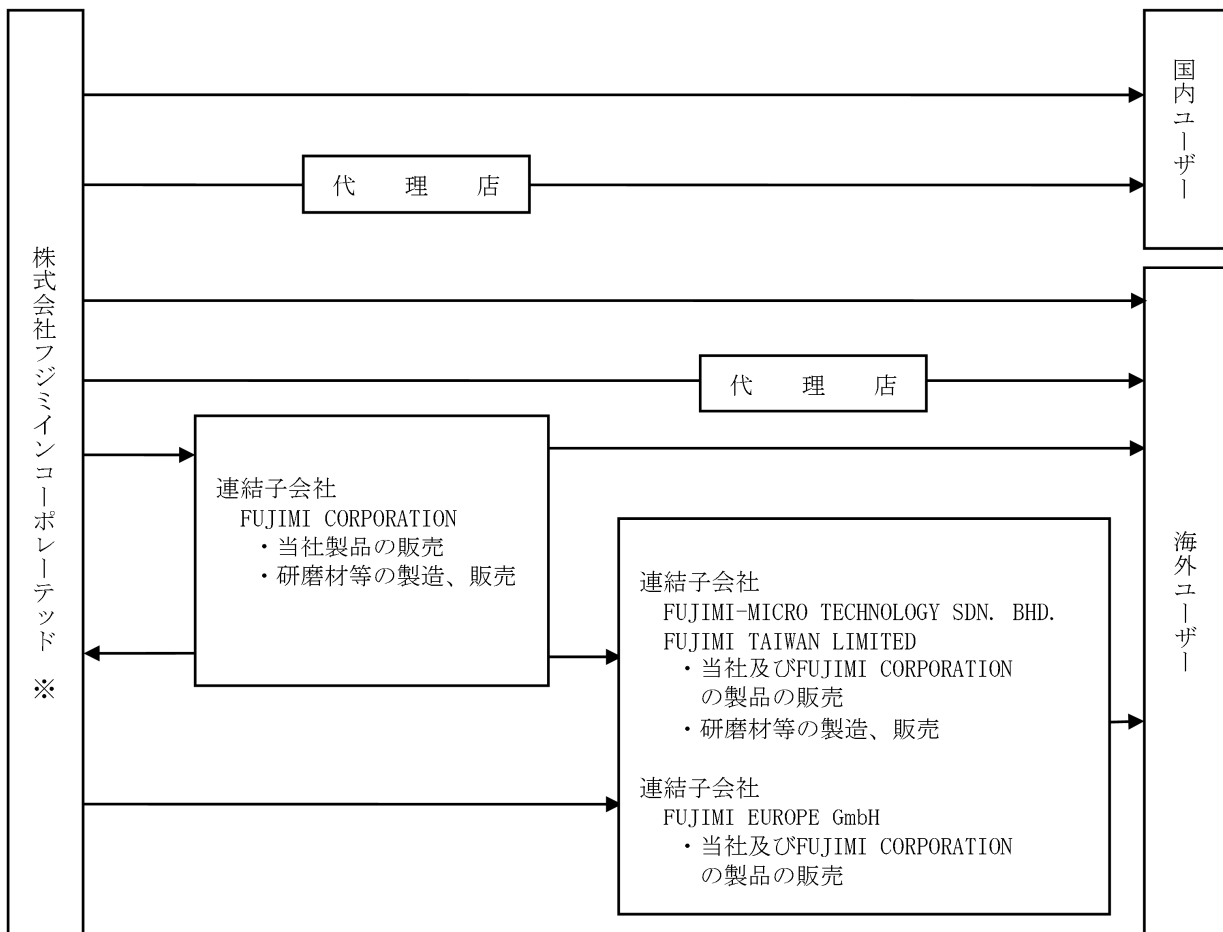 株式会社フジミインコーポレーテッド ※
国内ユーザー
代 理 店
代 理 店
海外ユーザー
連結子会社
FUJIMI CORPORATION
・当社製品の販売
・研磨材等の製造、販売
連結子会社
FUJIMI-MICRO TECHNOLOGY SDN. BHD.
FUJIMI TAIWAN LIMITED
・当社及びFUJIMI CORPORATION
の製品の販売
・研磨材等の製造、販売
連結子会社
FUJIMI EUROPE GmbH
・当社及びFUJIMI CORPORATION
の製品の販売